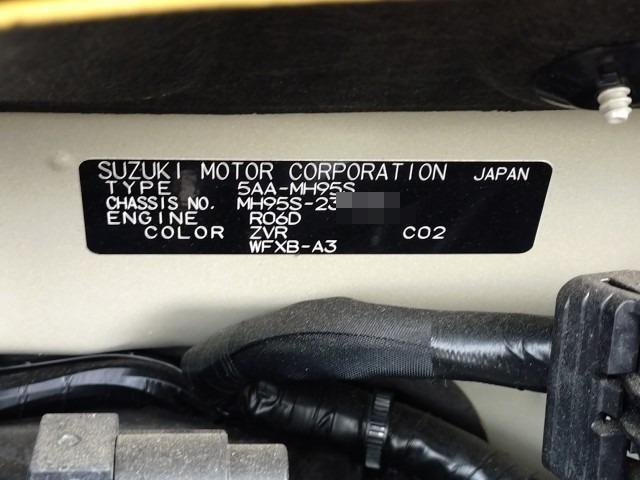 SUZUKI MOTOR CORPORATION JAPAN
TYPE 5AA-MH95S
CHASSIS NO. MH95S-23
ENGINE R06D
COLOR ZVR C02
WFXB-A3